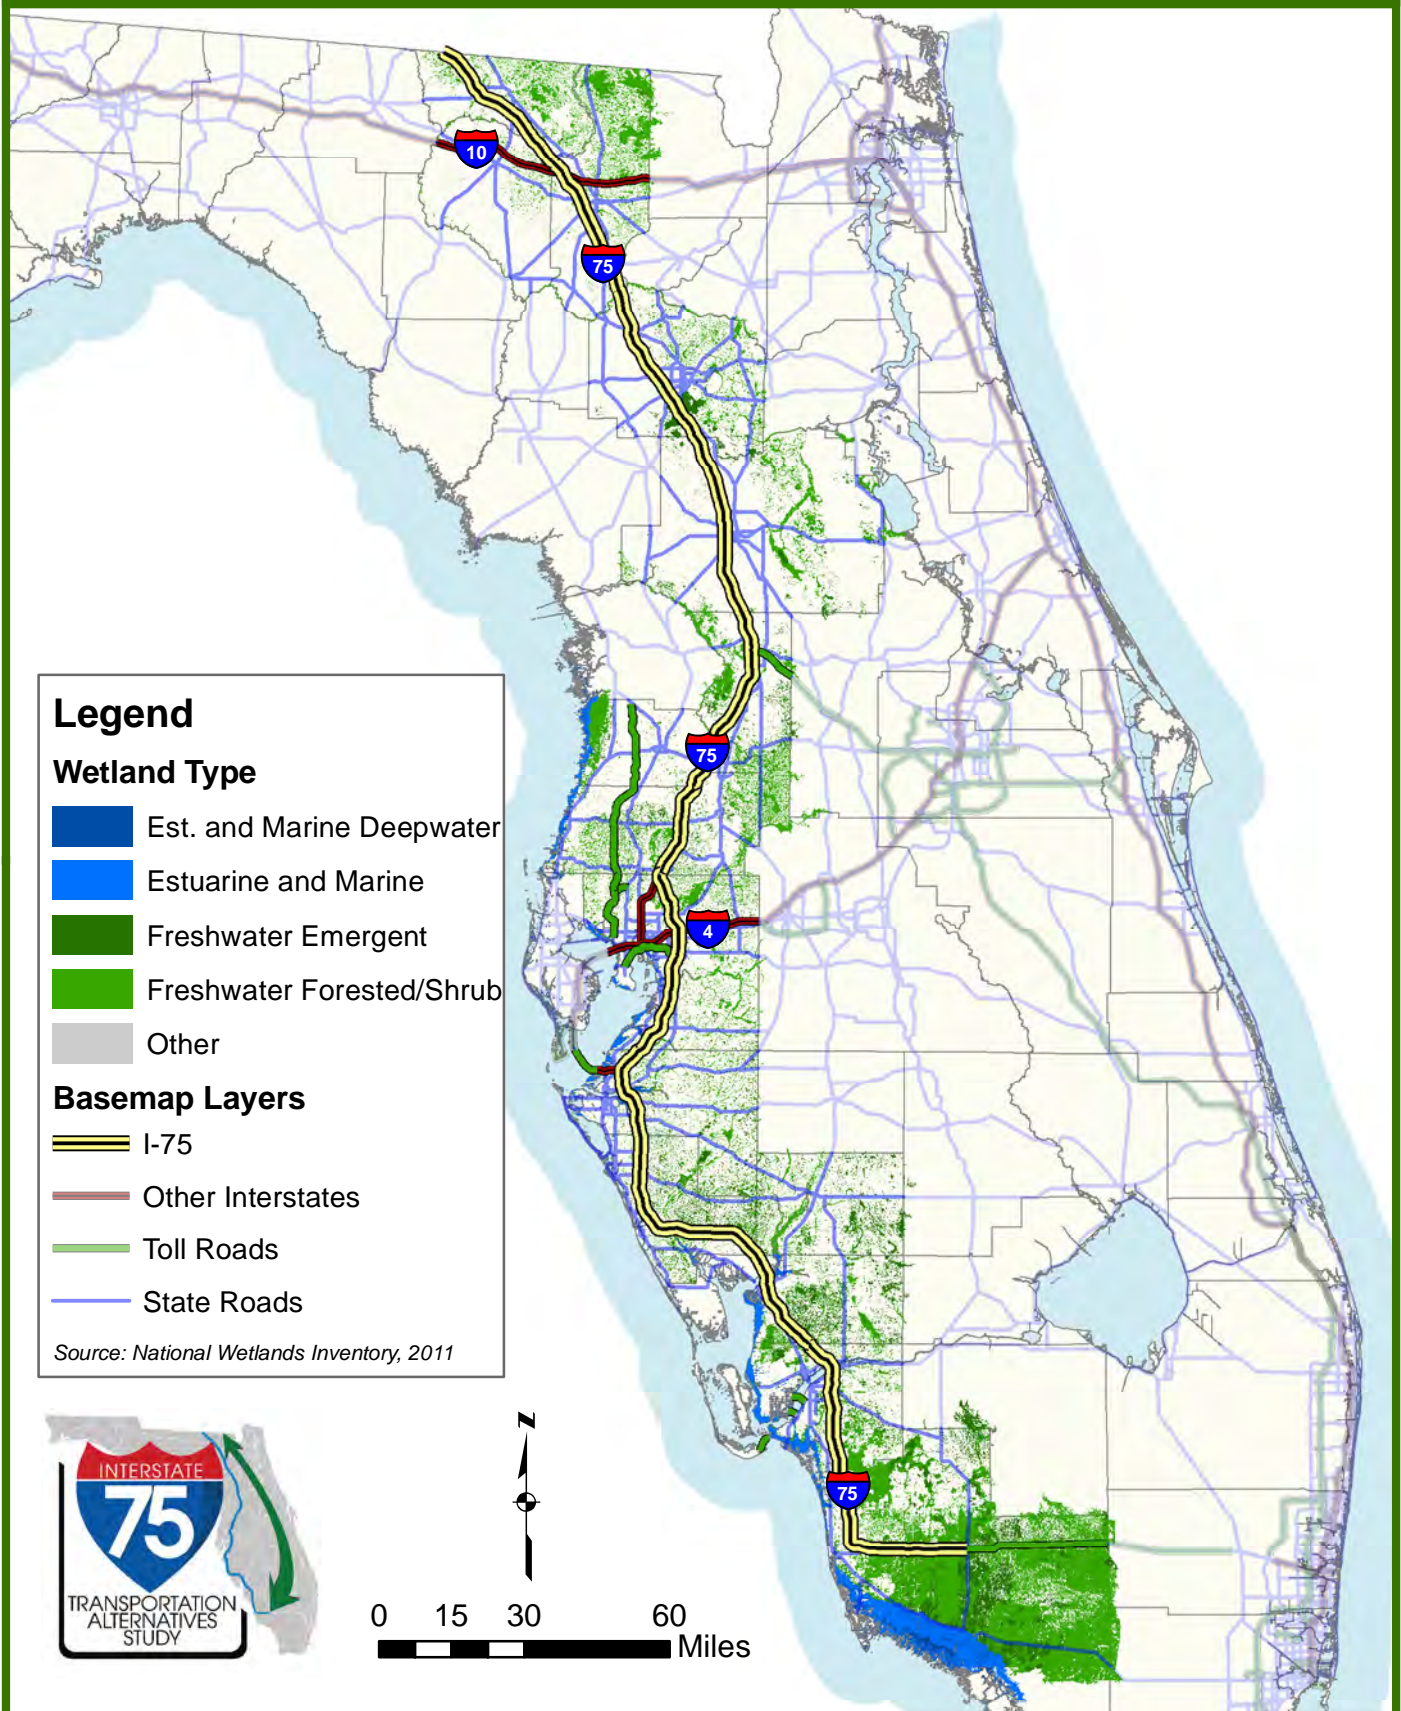 10
75
75
4
75
Legend
Wetland Type
Est. and Marine Deepwater
Estuarine and Marine
Freshwater Emergent
Freshwater Forested/Shrub
Other
Basemap Layers
I-75
Other Interstates
Toll Roads
State Roads
Source: National Wetlands Inventory, 2011
INTERSTATE
75
TRANSPORTATION
ALTERNATIVES
STUDY
N
0 15 30 60
Miles